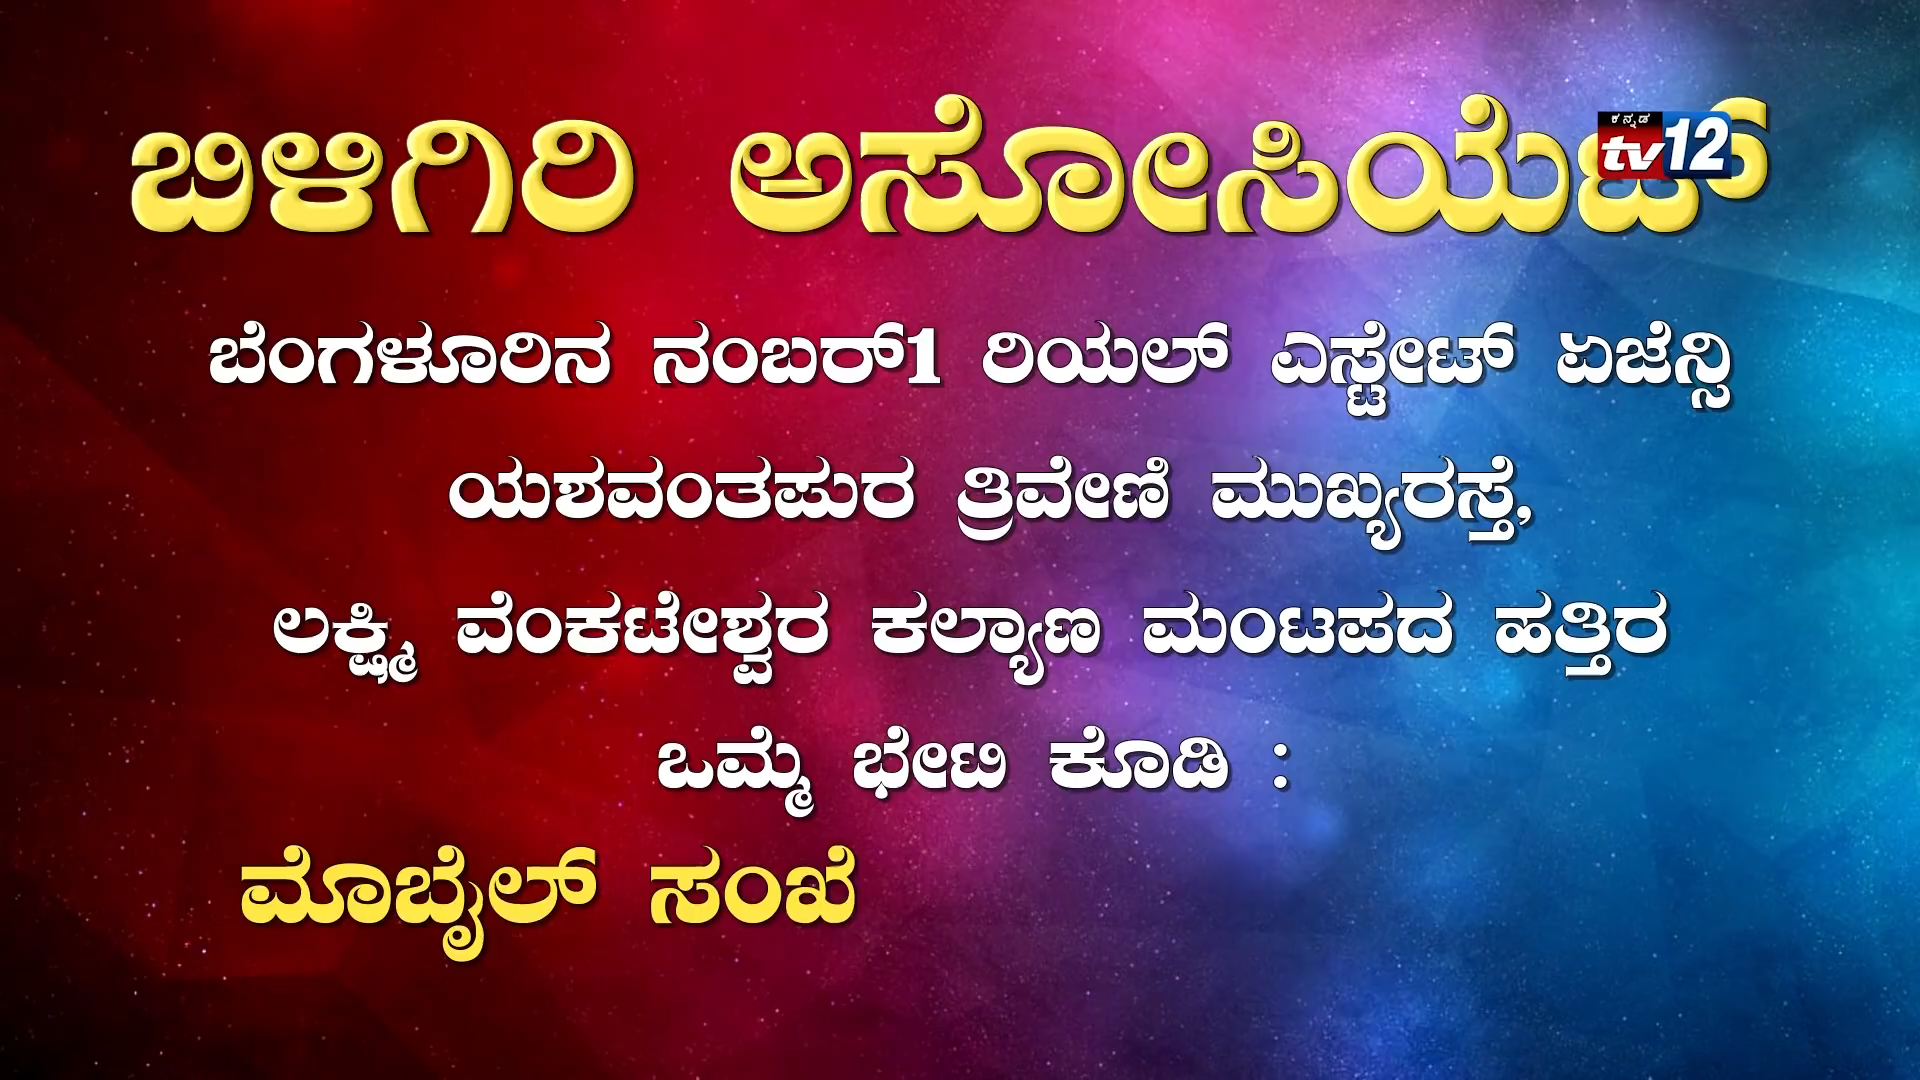 ಬಿಳಿಗಿರಿ ಅಸೋಸಿಯೆಟ್
ಕನ್ನಡ
tv12
ಬೆಂಗಳೂರಿನ ನಂಬರ್1 ರಿಯಲ್ ಎಸ್ಟೇಟ್ ಏಜೆನ್ಸಿ
ಯಶವಂತಪುರ ತ್ರಿವೇಣಿ ಮುಖ್ಯರಸ್ತೆ,
ಲಕ್ಷ್ಮಿ ವೆಂಕಟೇಶ್ವರ ಕಲ್ಯಾಣ ಮಂಟಪದ ಹತ್ತಿರ
ಒಮ್ಮೆ ಭೇಟಿ ಕೊಡಿ :
ಮೊಬೈಲ್ ಸಂಖೆ